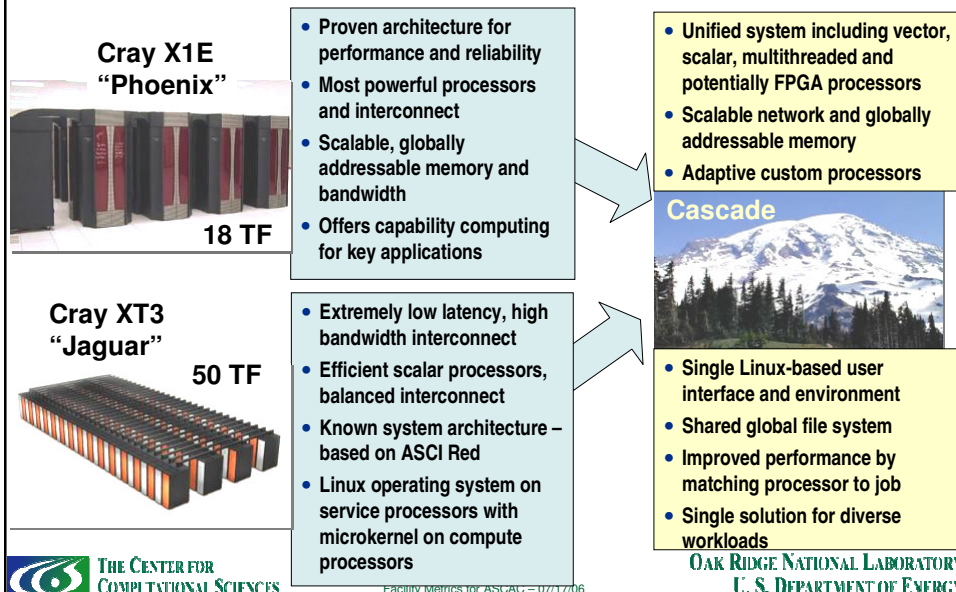 Cray X1E
“Phoenix”
18 TF
• Proven architecture for
performance and reliability
• Most powerful processors
and interconnect
• Scalable, globally
addressable memory and
bandwidth
• Offers capability computing
for key applications
• Unified system including vector,
scalar, multithreaded and
potentially FPGA processors
• Scalable network and globally
addressable memory
• Adaptive custom processors
Cascade
Cray XT3
“Jaguar”
50 TF
• Extremely low latency, high
bandwidth interconnect
• Efficient scalar processors,
balanced interconnect
• Known system architecture –
based on ASCI Red
• Linux operating system on
service processors with
microkernel on compute
processors
• Single Linux-based user
interface and environment
• Shared global file system
• Improved performance by
matching processor to job
• Single solution for diverse
workloads
THE CENTER FOR
COMPUTATIONAL SCIENCES
Facility Metrics for ASCAC – 07/17/06
OAK RIDGE NATIONAL LABORATORY
U. S. DEPARTMENT OF ENERGY